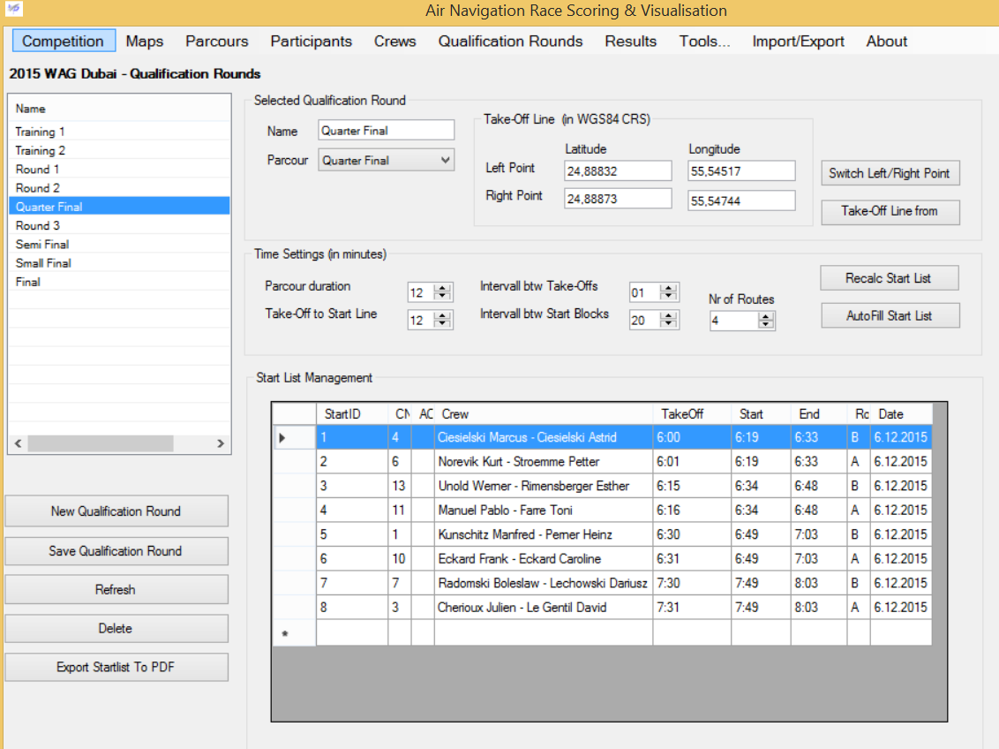 Air Navigation Race Scoring & Visualisation
Competition Maps Parcours Participants Crews Qualification Rounds Results Tools... Import/Export About
2015 WAG Dubai - Qualification Rounds
Name
Training 1
Training 2
Round 1
Round 2
Quarter Final
Round 3
Semi Final
Small Final
Final
New Qualification Round
Save Qualification Round
Refresh
Delete
Export Startlist To PDF
Selected Qualification Round
Name Quarter Final
Parcour Quarter Final
Take-Off Line (in WGS84 CRS)
Latitude Longitude
Left Point 24,88832 55,54517
Right Point 24,88873 55,54744
Switch Left/Right Point
Take-Off Line from
Time Settings (in minutes)
Parcour duration 12 Intervall btw Take-Offs 01
Take-Off to Start Line 12 Intervall btw Start Blocks 20
Nr of Routes
4
Recalc Start List
AutoFill Start List
Start List Management
StartID CN AC Crew TakeOff Start End Ro Date
1 4 Ciesielski Marcus - Ciesielski Astrid 6:00 6:19 6:33 B 6.12.2015
2 6 Norevik Kurt - Stroemme Petter 6:01 6:19 6:33 A 6.12.2015
3 13 Unold Werner - Rimensberger Esther 6:15 6:34 6:48 B 6.12.2015
4 11 Manuel Pablo - Farre Toni 6:16 6:34 6:48 A 6.12.2015
5 1 Kunschitz Manfred - Perner Heinz 6:30 6:49 7:03 B 6.12.2015
6 10 Eckard Frank - Eckard Caroline 6:31 6:49 7:03 A 6.12.2015
7 7 Radomski Boleslaw - Lechowski Dariusz 7:30 7:49 8:03 B 6.12.2015
8 3 Cherioux Julien - Le Gentil David 7:31 7:49 8:03 A 6.12.2015
*